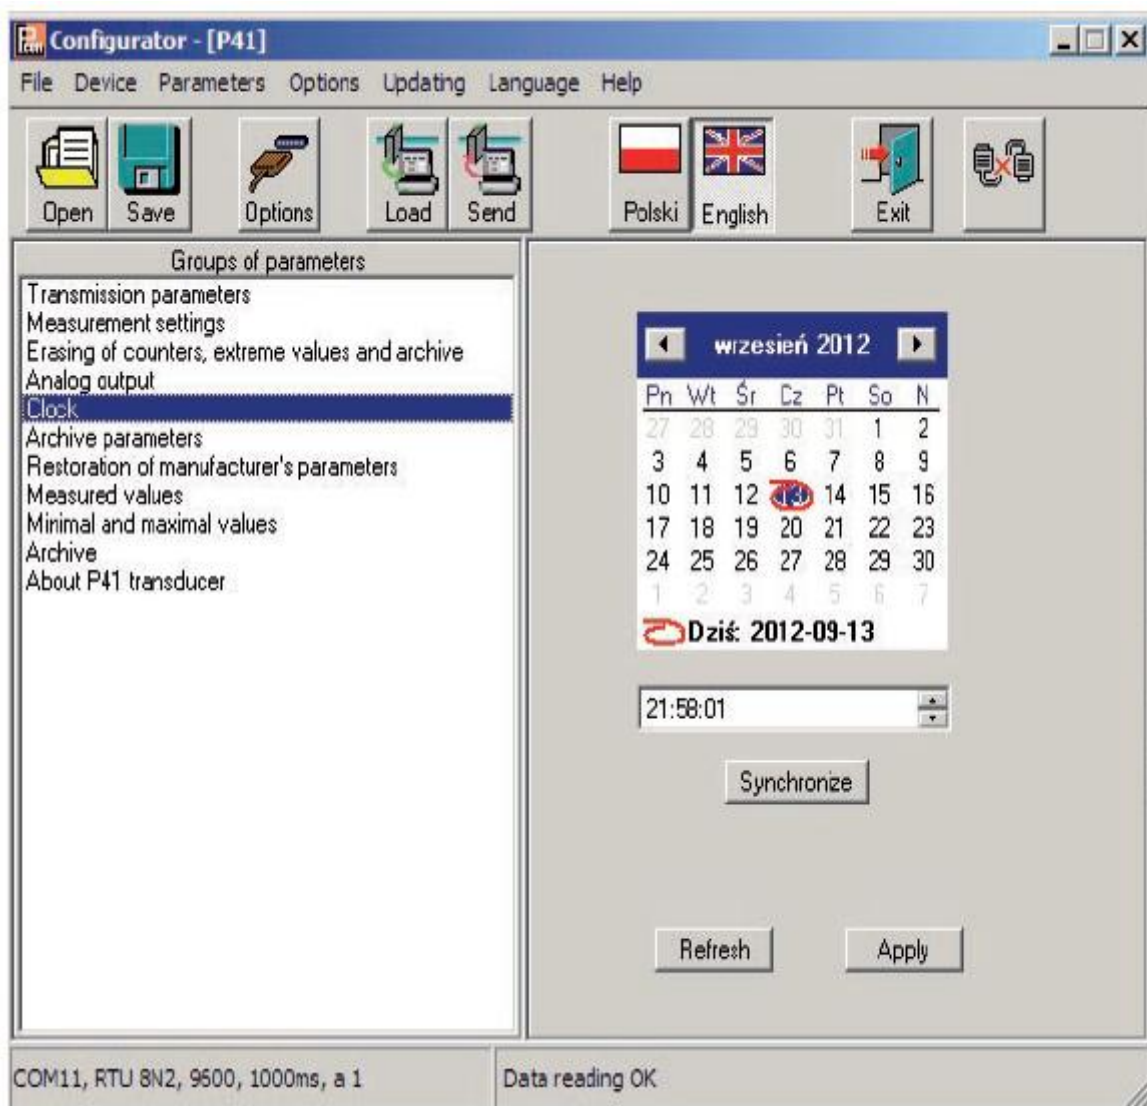 Configurator - [P41]
File Device Parameters Options Updating Language Help
Open Save Options Load Send Polski English Exit
Groups of parameters
Transmission parameters
Measurement settings
Erasing of counters, extreme values and archive
Analog output
Clock
Archive parameters
Restoration of manufacturer's parameters
Measured values
Minimal and maximal values
Archive
About P41 transducer
wrzesień 2012
Pn Wt Śr Cz Pt So N
27 28 29 30 31 1 2
3 4 5 6 7 8 9
10 11 12 13 14 15 16
17 18 19 20 21 22 23
24 25 26 27 28 29 30
1 2 3 4 5 6 7
Dziś: 2012-09-13
21:58:01
Synchronize
Refresh Apply
COM11, RTU 8N2, 9600, 1000ms, a 1
Data reading OK